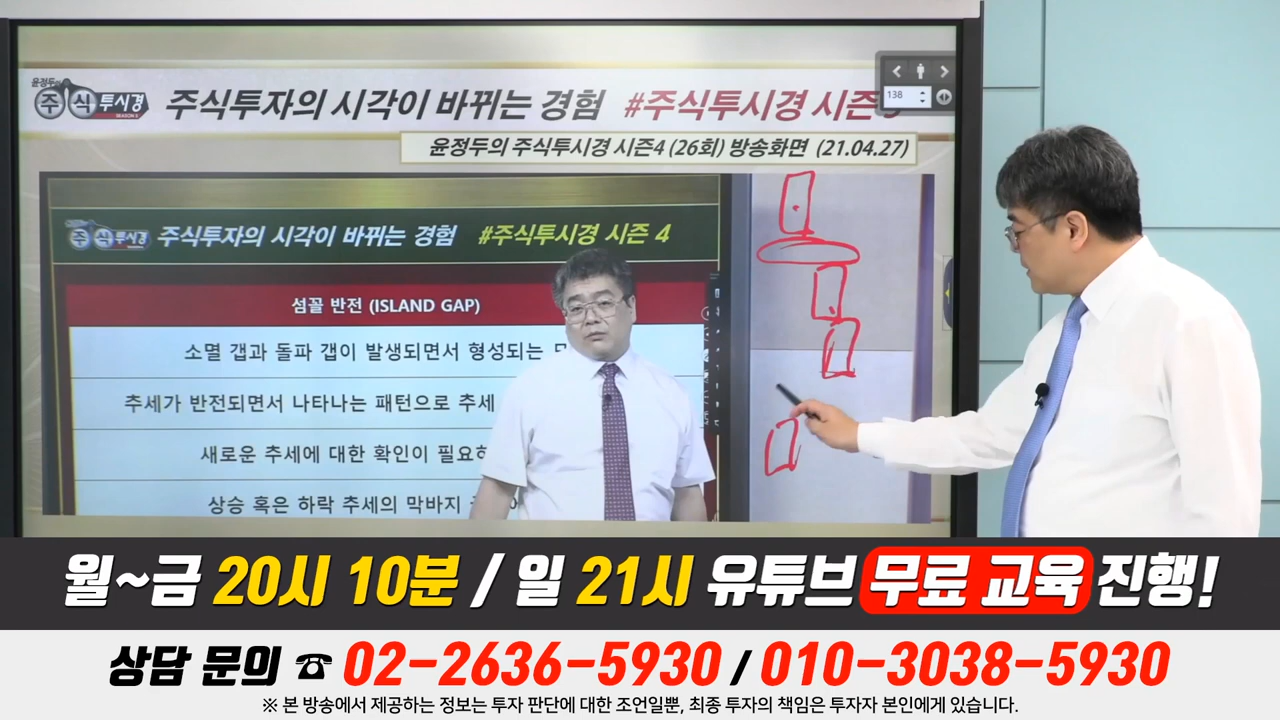 윤정두의
주식투시경
SEASON 5
주식투자의 시각이 바뀌는 경험 #주식투시경 시즌
138
윤정두의 주식투시경 시즌4 (26회) 방송화면 (21.04.27)
주식투시경
주식투자의 시각이 바뀌는 경험 #주식투시경 시즌 4
섬꼴 반전 (ISLAND GAP)
소멸 갭과 돌파 갭이 발생되면서 형성되는
추세가 반전되면서 나타나는 패턴으로 추세
새로운 추세에 대한 확인이 필요하
상승 혹은 하락 추세의 막바지
월~금 20시 10분 / 일 21시 유튜브 무료 교육 진행!
상담 문의 ☎ 02-2636-5930 / 010-3038-5930
※ 본 방송에서 제공하는 정보는 투자 판단에 대한 조언일뿐, 최종 투자의 책임은 투자자 본인에게 있습니다.